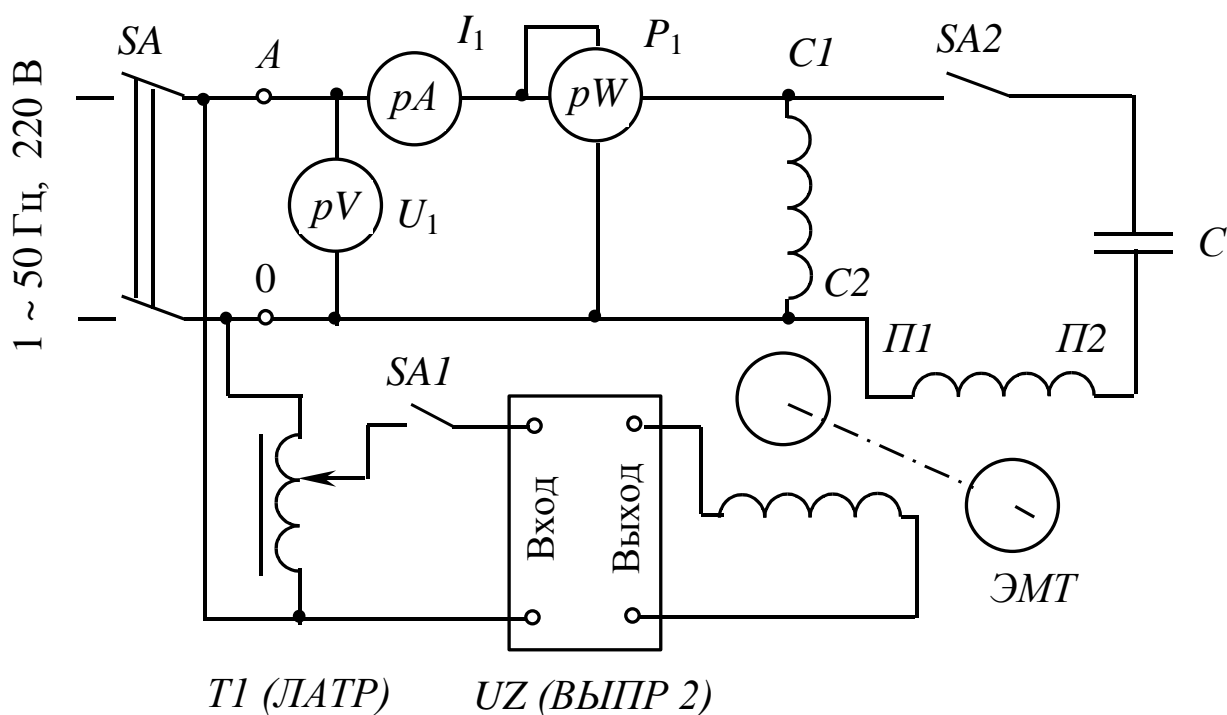 SA
A
I1
P1
C1
SA2
1 ~ 50 Гц, 220 В
pA
pW
pV
U1
C
0
C2
П1
П2
SA1
Вход
Выход
ЭМТ
T1 (ЛАТР)
UZ (ВЫПР 2)